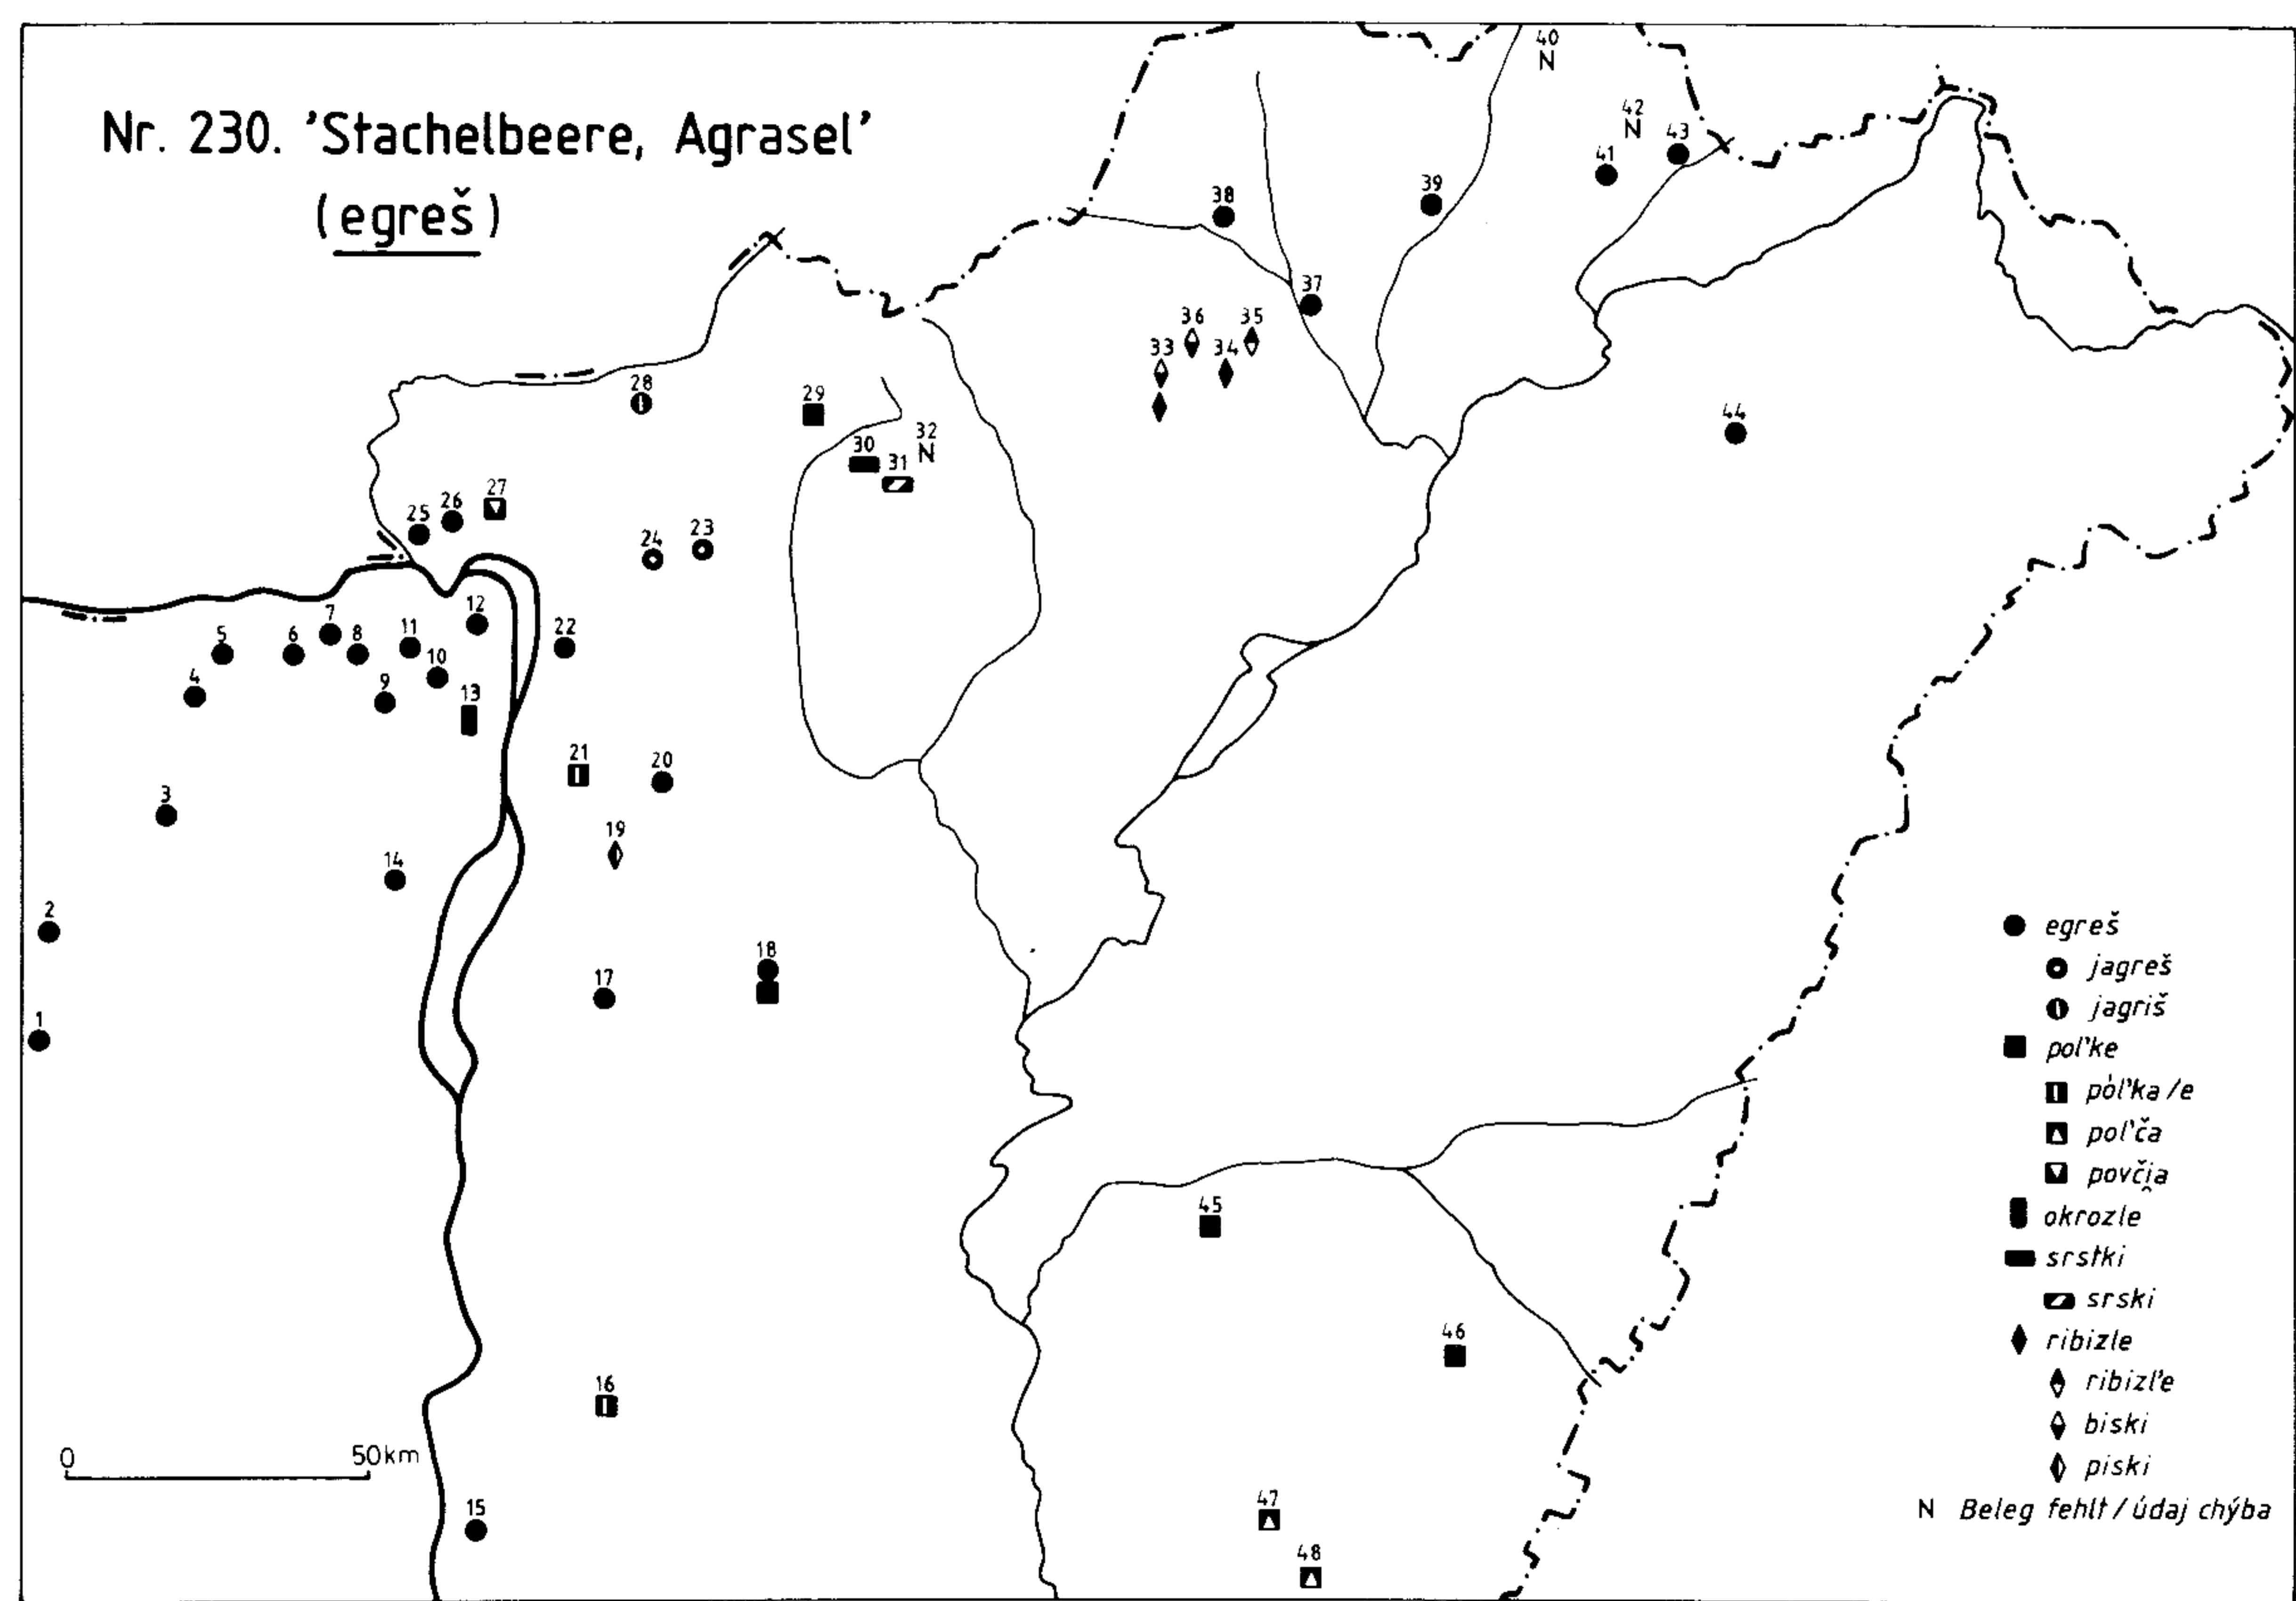 Nr. 230. 'Stachelbeere, Agrasel'
(egreš)
40
N
42
N
43
41
39
38
37
36
35
33
34
28
29
32
N
30
31
44
27
26
25
24
23
12
7
11
22
5
6
8
10
4
9
13
21
20
3
19
14
2
18
17
1
45
46
16
47
15
48
0
50km
egreš
jagreš
jagriš
poľke
pòľka/e
poľča
povči̯a
okrozle
srstki
srski
ribizle
ribizľe
biski
piski
N Beleg fehlt / údaj chýba